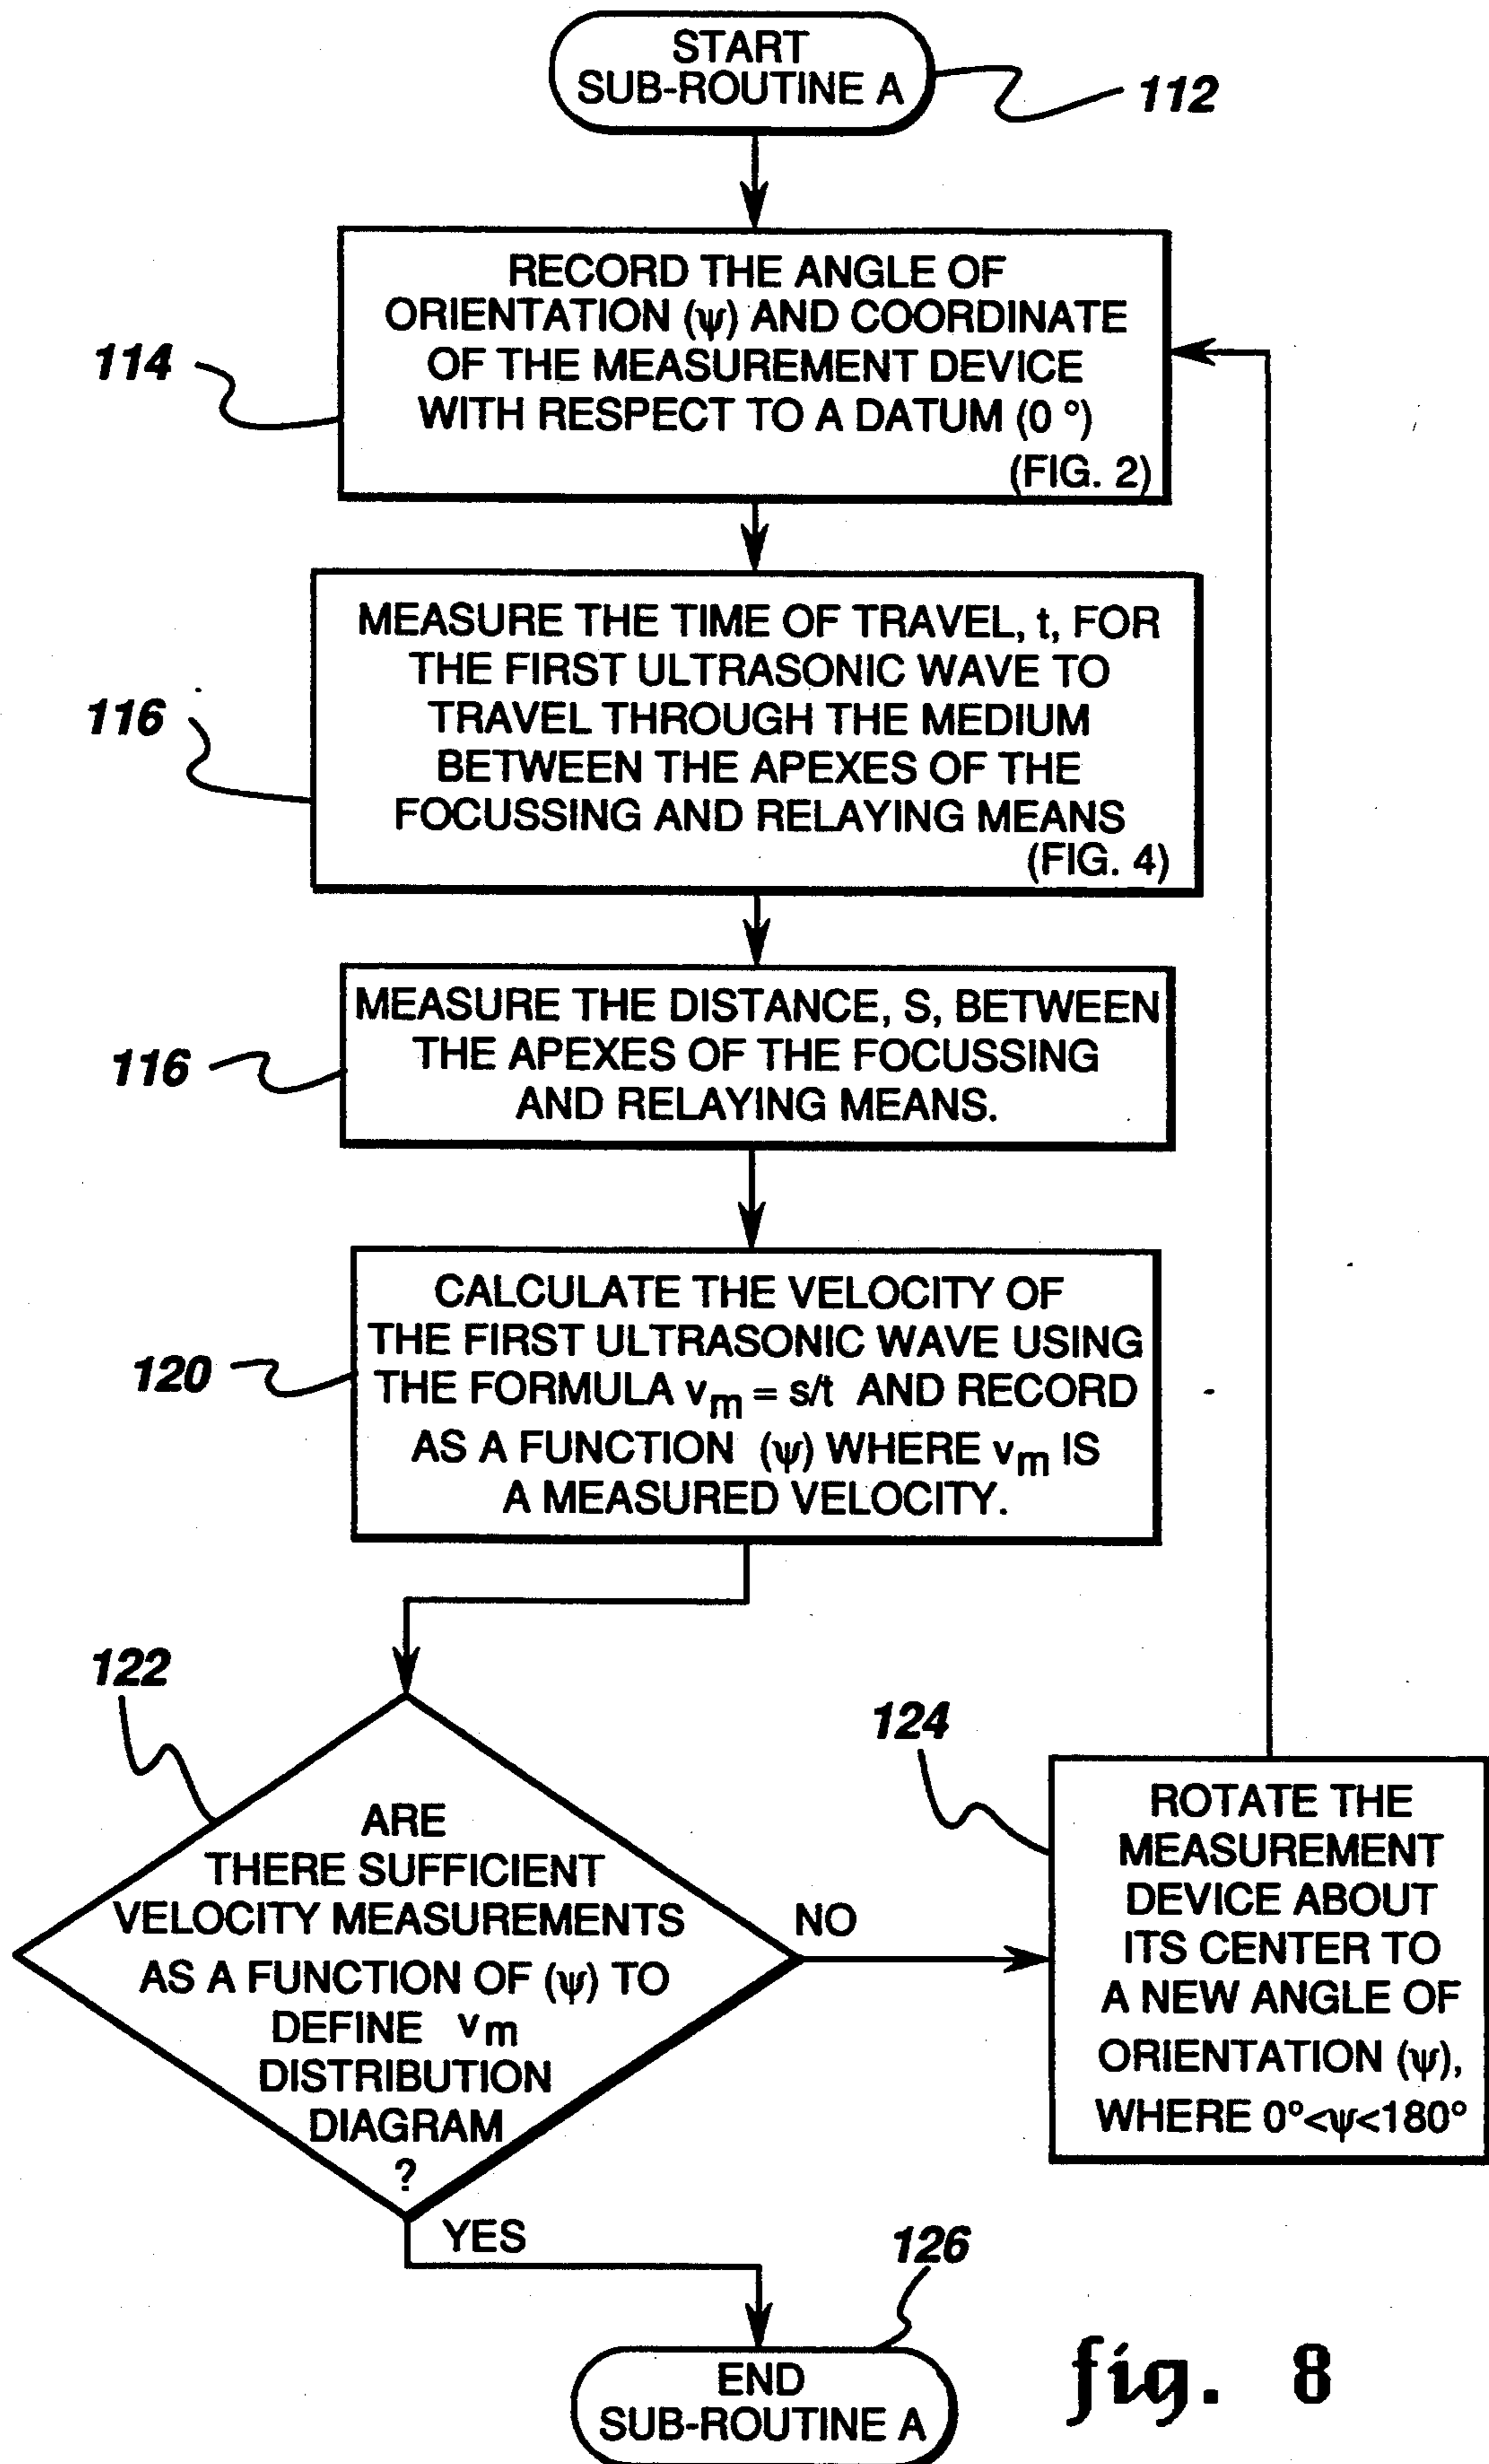 START
SUB-ROUTINE A
112
RECORD THE ANGLE OF
ORIENTATION (ψ) AND COORDINATE
OF THE MEASUREMENT DEVICE
WITH RESPECT TO A DATUM (0 °)
(FIG. 2)
114
MEASURE THE TIME OF TRAVEL, t, FOR
THE FIRST ULTRASONIC WAVE TO
TRAVEL THROUGH THE MEDIUM
BETWEEN THE APEXES OF THE
FOCUSSING AND RELAYING MEANS
(FIG. 4)
116
MEASURE THE DISTANCE, S, BETWEEN
THE APEXES OF THE FOCUSSING
AND RELAYING MEANS.
116
CALCULATE THE VELOCITY OF
THE FIRST ULTRASONIC WAVE USING
THE FORMULA vm = s/t AND RECORD
AS A FUNCTION (ψ) WHERE vm IS
A MEASURED VELOCITY.
120
122
ARE
THERE SUFFICIENT
VELOCITY MEASUREMENTS
AS A FUNCTION OF (ψ) TO
DEFINE vm
DISTRIBUTION
DIAGRAM
?
NO
YES
124
ROTATE THE
MEASUREMENT
DEVICE ABOUT
ITS CENTER TO
A NEW ANGLE OF
ORIENTATION (ψ),
WHERE 0°<ψ<180°
126
END
SUB-ROUTINE A
fig. 8